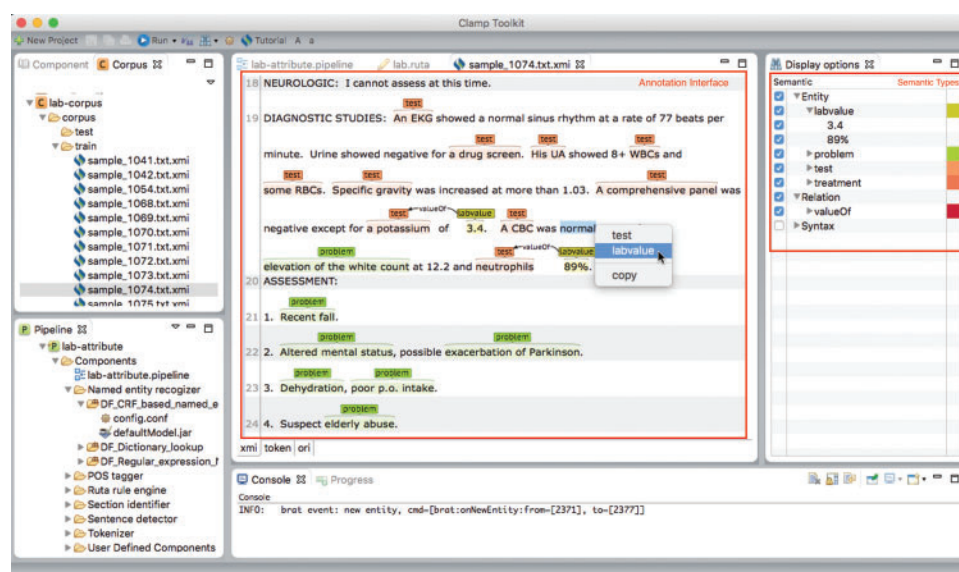 Clamp Toolkit
New Project Run Tutorial A a
Component Corpus
lab-corpus
corpus
test
train
sample_1041.txt.xmi
sample_1042.txt.xmi
sample_1054.txt.xmi
sample_1068.txt.xmi
sample_1069.txt.xmi
sample_1070.txt.xmi
sample_1071.txt.xmi
sample_1072.txt.xmi
sample_1073.txt.xmi
sample_1074.txt.xmi
sample_1075.txt.xmi
Pipeline
lab-attribute
Components
lab-attribute.pipeline
Named entity recogizer
DF_CRF_based_named_e
config.conf
defaultModel.jar
DF_Dictionary_lookup
DF_Regular_expression_
POS tagger
Ruta rule engine
Section identifier
Sentence detector
Tokenizer
User Defined Components
lab-attribute.pipeline lab.ruta sample_1074.txt.xmi
18 NEUROLOGIC: I cannot assess at this time. Annotation Interface
test
19 DIAGNOSTIC STUDIES: An EKG showed a normal sinus rhythm at a rate of 77 beats per
test test test
minute. Urine showed negative for a drug screen. His UA showed 8+ WBCs and
test test test
some RBCs. Specific gravity was increased at more than 1.03. A comprehensive panel was
test valueOf labvalue test
negative except for a potassium of 3.4. A CBC was normal
problem test valueOf labvalue
elevation of the white count at 12.2 and neutrophils 89%.
20 ASSESSMENT:
problem
21 1. Recent fall.
problem problem
22 2. Altered mental status, possible exacerbation of Parkinson.
problem problem
23 3. Dehydration, poor p.o. intake.
problem
24 4. Suspect elderly abuse.
test
labvalue
copy
xmi token ori
Console Progress
Console
INFO: brat event: new entity, cmd=[brat:onNewEntity:from=[2371], to=[2377]]
Display options
Semantic Semantic Types
Entity
labvalue
3.4
89%
problem
test
treatment
Relation
valueOf
Syntax